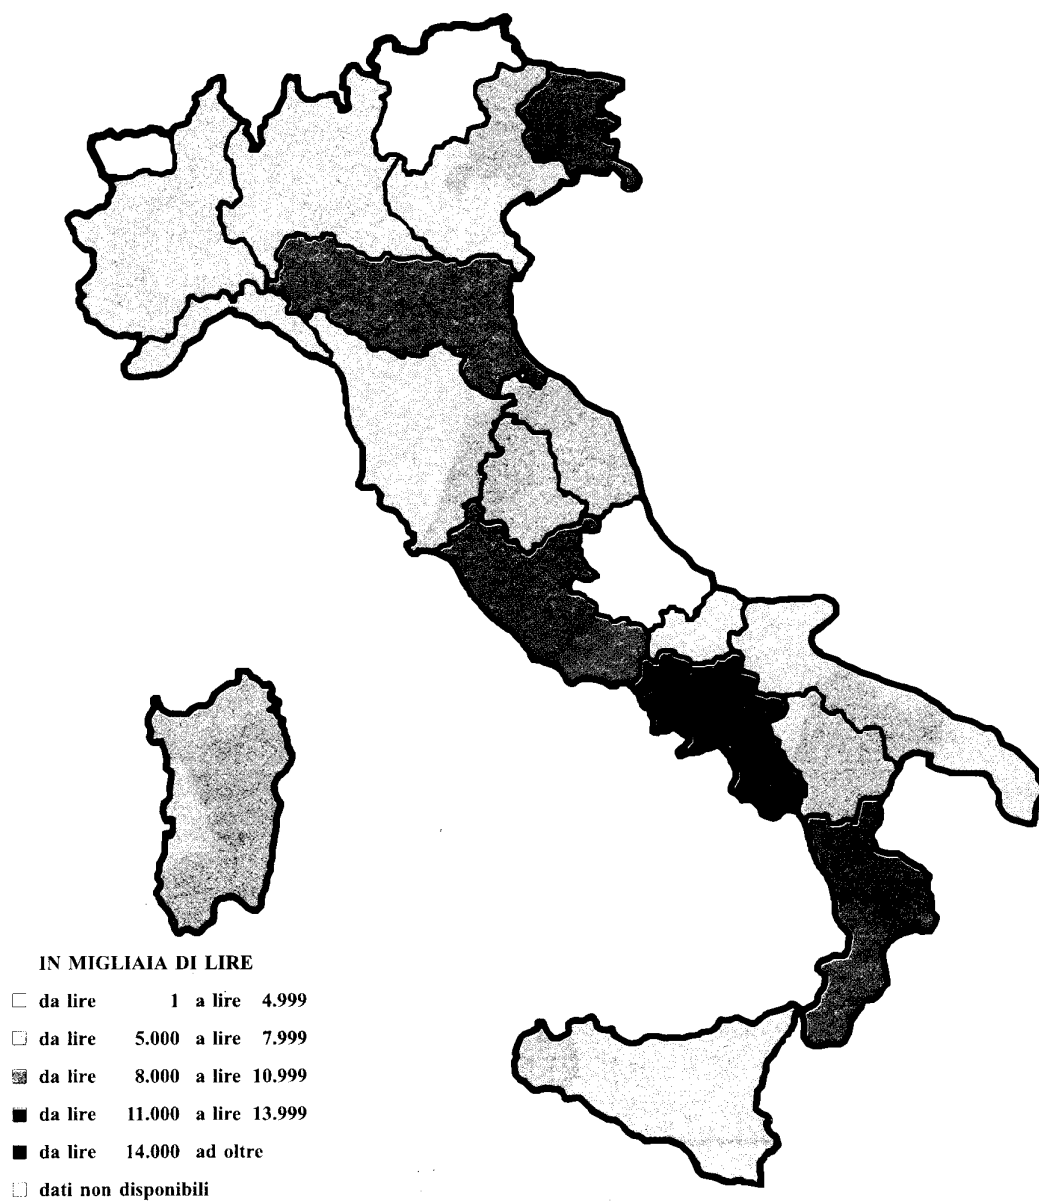 IN MIGLIAIA DI LIRE
da lire 1 a lire 4.999
da lire 5.000 a lire 7.999
da lire 8.000 a lire 10.999
da lire 11.000 a lire 13.999
da lire 14.000 ad oltre
dati non disponibili